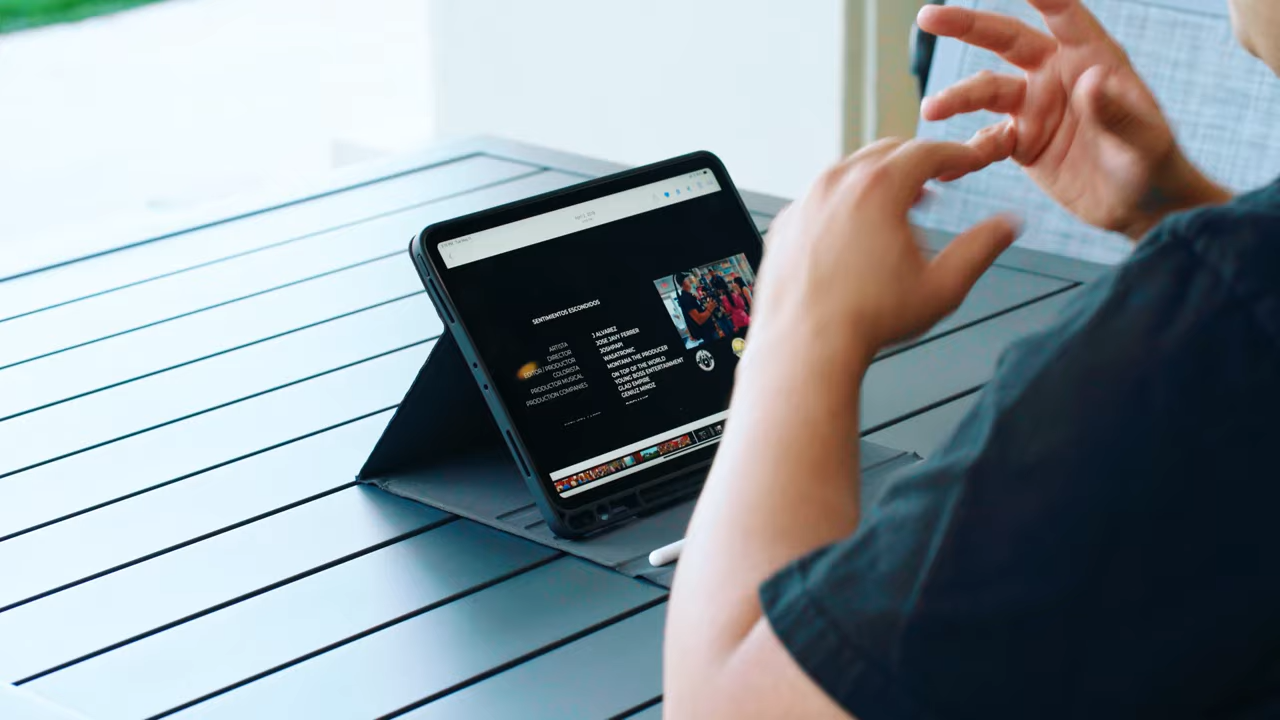 SENTIMIENTOS ESCONDIDOS
ARTISTA J ALVAREZ
DIRECTOR JOSE JAVY FERRER
EDITOR / PRODUCTOR JOSHPAPI
COLORISTA WASATRONIC
PRODUCTOR MUSICAL MONTANA THE PRODUCER
PRODUCTION COMPANIES ON TOP OF THE WORLD
YOUNG BOSS ENTERTAINMENT
GLAD EMPIRE
GENIUZ MINDZ